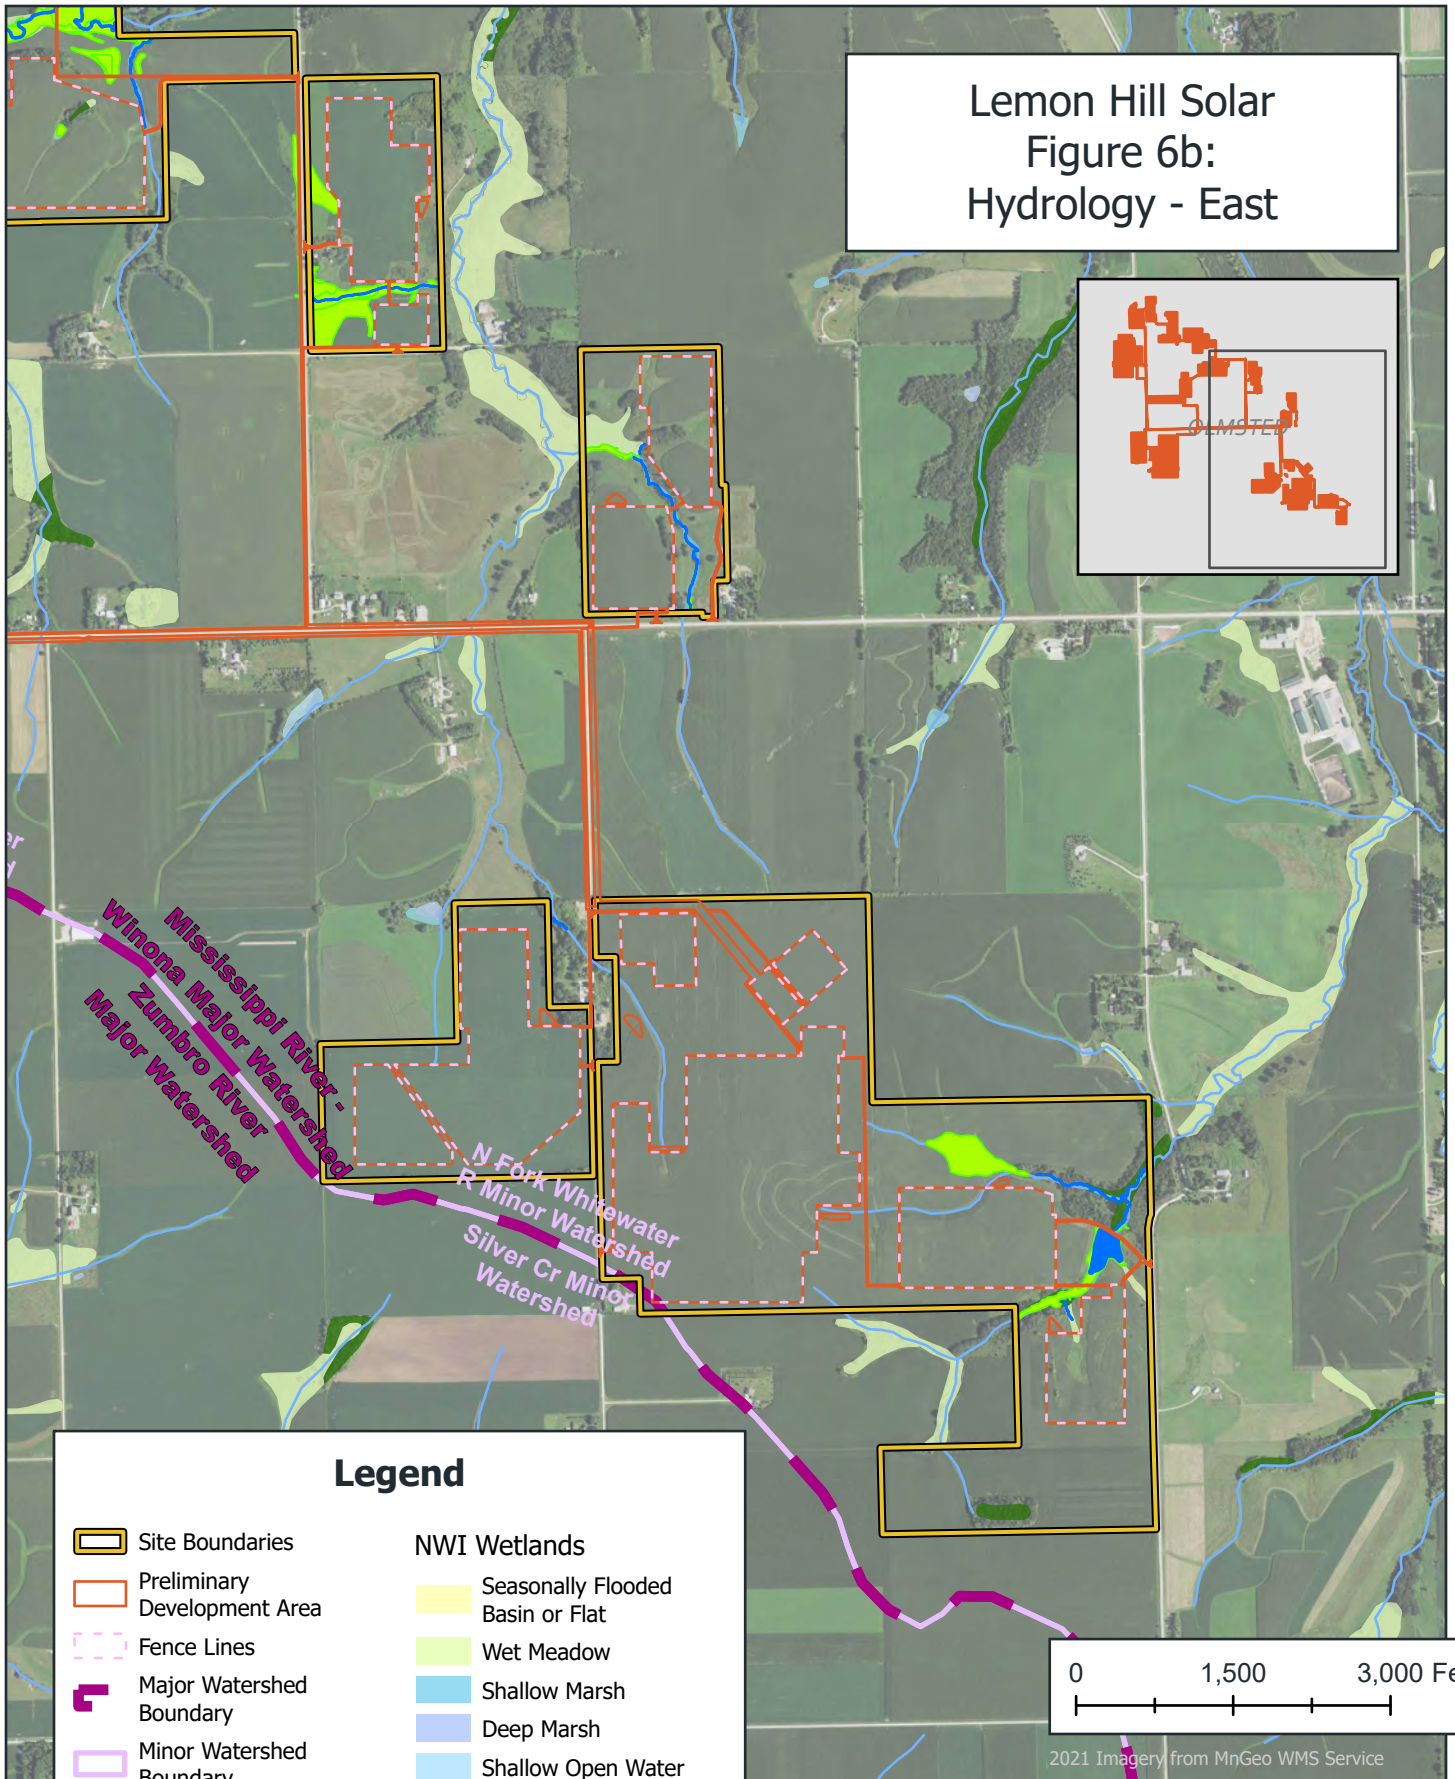 Lemon Hill Solar
Figure 6b:
Hydrology - East
OLMSTED
Mississippi River -
Winona Major Watershed
Zumbro River
Major Watershed
N Fork Whitewater
R Minor Watershed
Silver Cr Minor
Watershed
Legend
Site Boundaries
Preliminary
Development Area
Fence Lines
Major Watershed
Boundary
Minor Watershed
Boundary
NWI Wetlands
Seasonally Flooded
Basin or Flat
Wet Meadow
Shallow Marsh
Deep Marsh
Shallow Open Water
0 1,500 3,000 Fe
2021 Imagery from MnGeo WMS Service